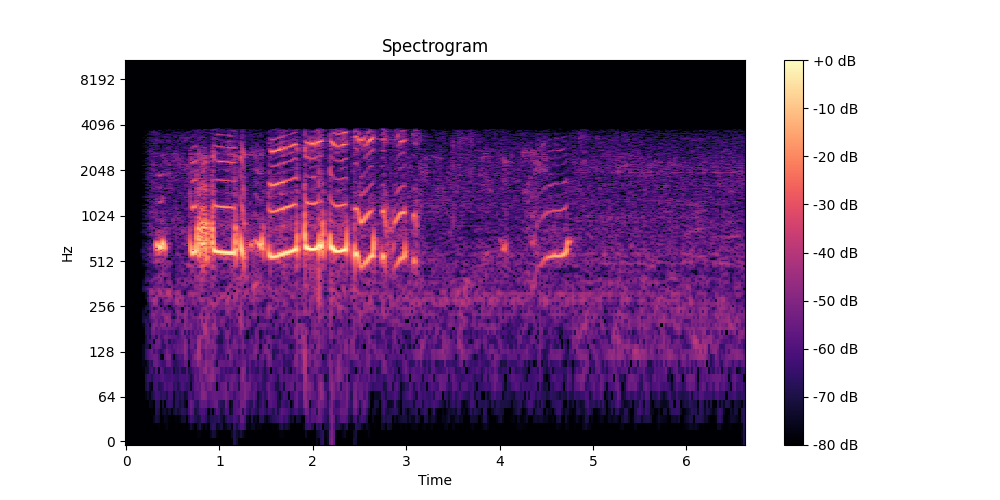 Spectrogram
8192
4096
2048
1024
512
256
128
64
0
Hz
0 1 2 3 4 5 6
Time
+0 dB
-10 dB
-20 dB
-30 dB
-40 dB
-50 dB
-60 dB
-70 dB
-80 dB